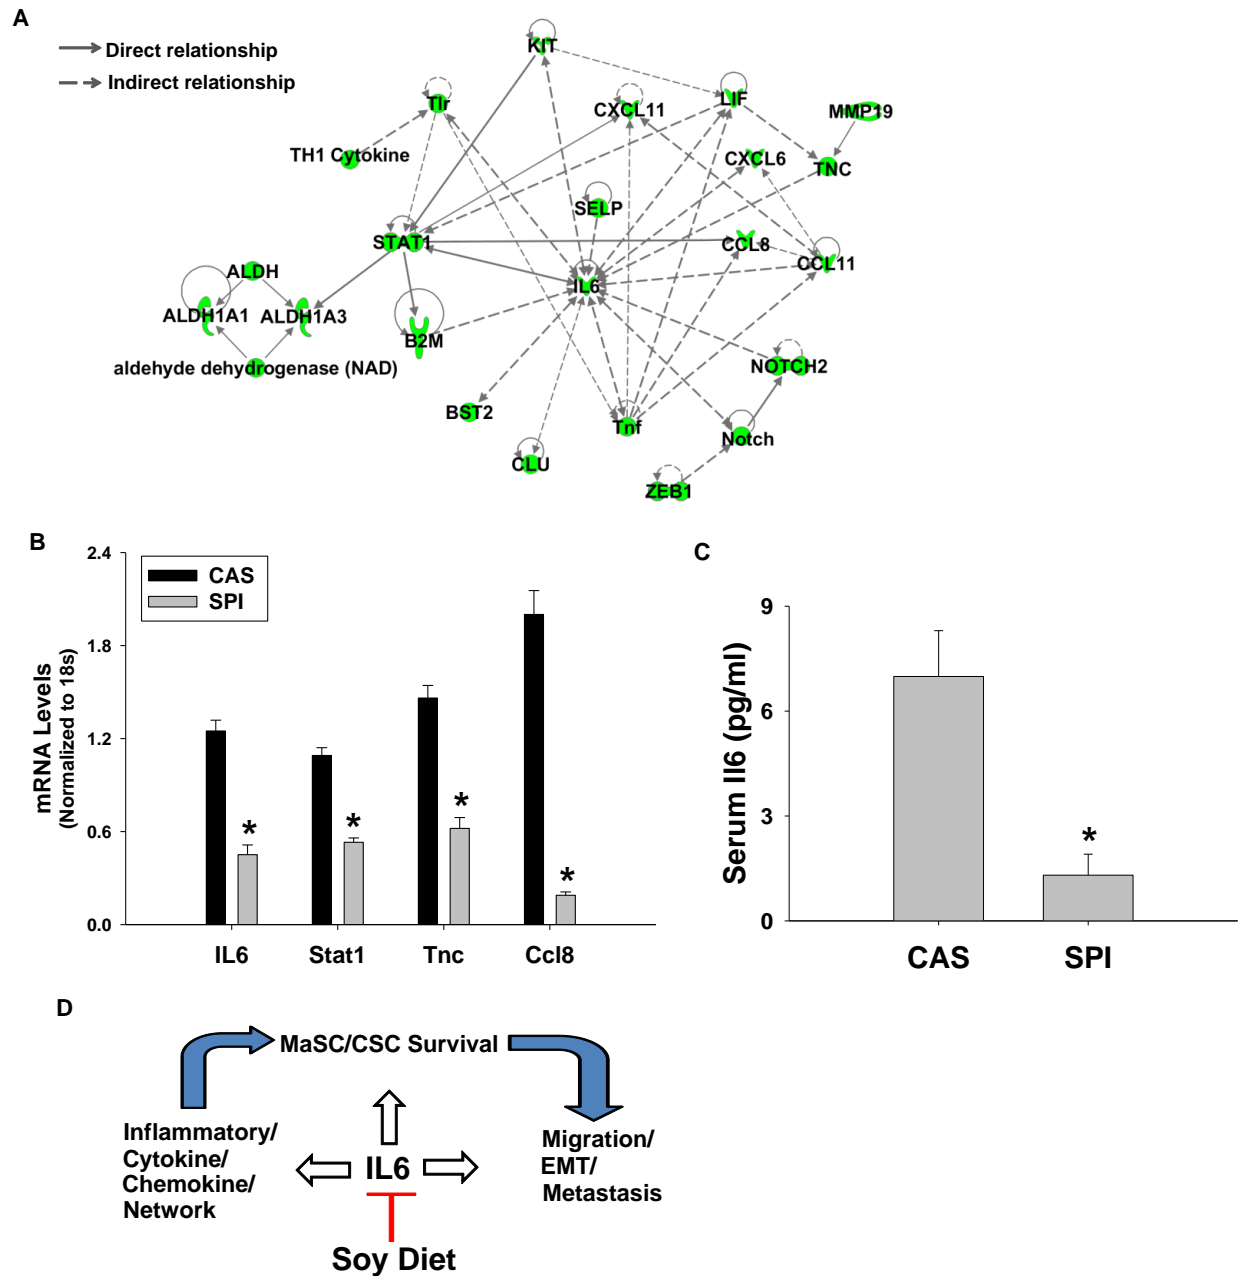 A
Direct relationship
Indirect relationship
KIT
Tlr
CXCL11
LIF
MMP19
TH1 Cytokine
CXCL6
TNC
SELP
STAT1
CCL8
CCL11
ALDH
IL6
ALDH1A1
ALDH1A3
B2M
aldehyde dehydrogenase (NAD)
NOTCH2
BST2
Tnf
Notch
CLU
ZEB1
B
2.4
1.8
1.2
0.6
0.0
mRNA Levels
(Normalized to 18s)
CAS
SPI
*
*
*
*
IL6
Stat1
Tnc
Ccl8
C
9
6
3
0
Serum Il6 (pg/ml)
*
CAS
SPI
D
MaSC/CSC Survival
Inflammatory/
Cytokine/
Chemokine/
Network
IL6
Migration/
EMT/
Metastasis
Soy Diet